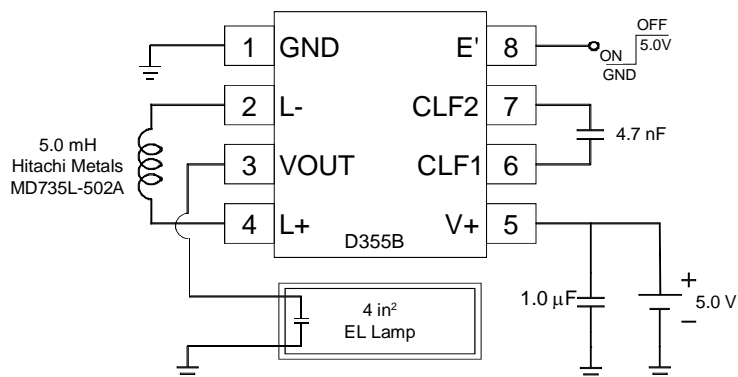 1 GND E' 8
ON OFF
GND 5.0V
2 L- CLF2 7
5.0 mH
Hitachi Metals
MD735L-502A
4.7 nF
3 VOUT CLF1 6
4 L+ V+ 5
D355B
4 in²
EL Lamp
1.0 µF
+
5.0 V
−